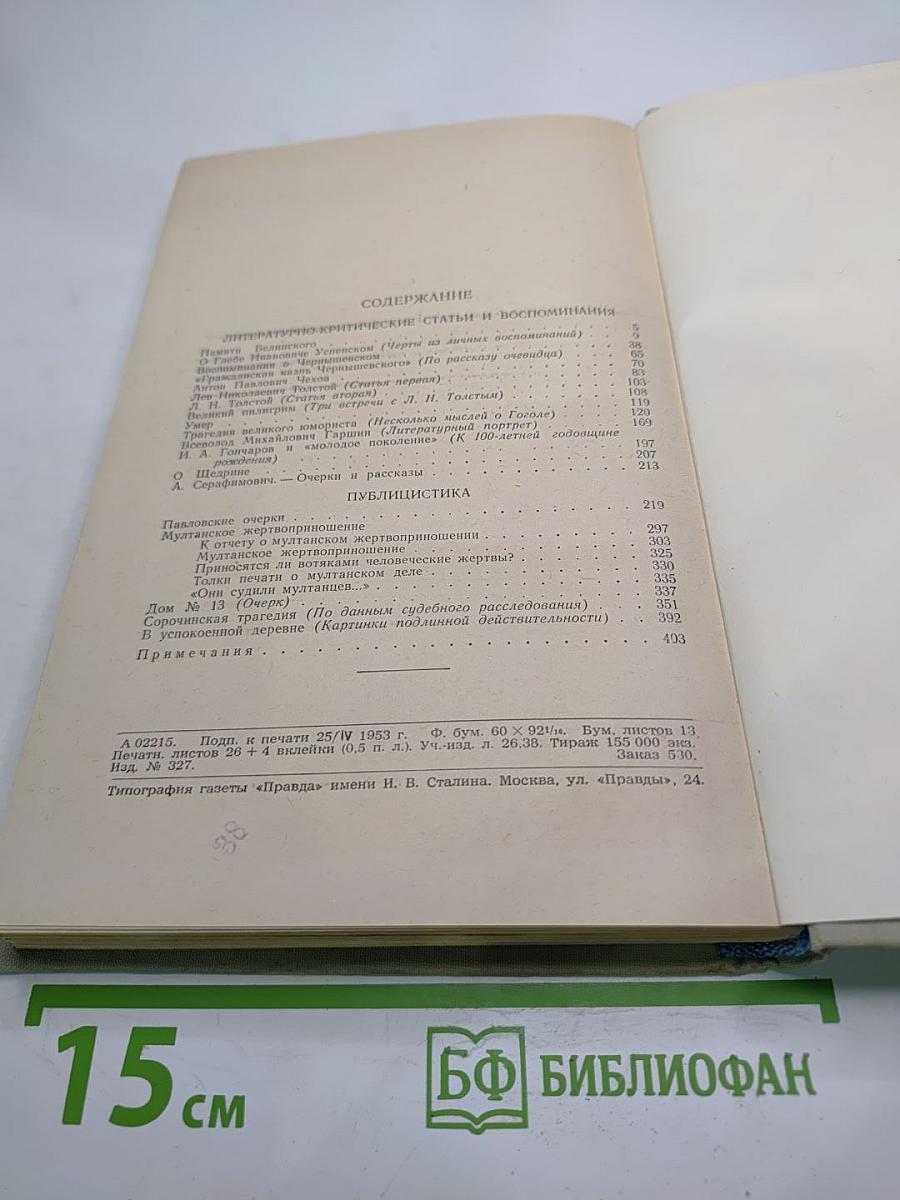 СОДЕРЖАНИЕ
ЛИТЕРАТУРНО-КРИТИЧЕСКИЕ СТАТЬИ И ВОСПОМИНАНИЯ
Памяти Белинского . . . . . 5
О Глебе Ивановиче Успенском (Черты из личных воспоминаний) . . 9
Воспоминания о Чернышевском . . . . . 38
«Гражданская казнь Чернышевского» (По рассказу очевидца) . . 65
Антон Павлович Чехов . . . . . 70
Лев Николаевич Толстой (Статья первая) . . . . . 83
Л. Н. Толстой (Статья вторая) . . . . . 103
Великий пилигрим (Три встречи с Л. Н. Толстым) . . . . . 108
Умер . . . . . 119
Трагедия великого юмориста (Несколько мыслей о Гоголе) . . . . 120
Всеволод Михайлович Гаршин (Литературный портрет) . . . . 169
И. А. Гончаров и «молодое поколение» (К 100-летней годовщине
рождения) . . . . . 197
О Щедрине . . . . . 207
А. Серафимович. — Очерки и рассказы . . . . . 213
ПУБЛИЦИСТИКА
Павловские очерки . . . . . 219
Мултанское жертвоприношение
К отчету о мултанском жертвоприношении . . . . . 297
Мултанское жертвоприношение . . . . . 303
Приносятся ли вотяками человеческие жертвы? . . . . . 325
Толки печати о мултанском деле . . . . . 330
«Они судили мултанцев...» . . . . . 335
Дом № 13 (Очерк) . . . . . 337
Сорочинская трагедия (По данным судебного расследования) . . . 351
В успокоенной деревне (Картинки подлинной действительности) . . 392
Примечания . . . . . 403
А 02215. Подп. к печати 25/IV 1953 г. Ф. бум. 60 × 92 1/16. Бум. листов 13.
Печатн. листов 26 + 4 вклейки (0,5 п. л.). Уч.-изд. л. 26,38. Тираж 155 000 экз.
Изд. № 327. Заказ 530.
Типография газеты «Правда» имени И. В. Сталина. Москва, ул. «Правды», 24.
38
15 см
БФ БИБЛИОФАН